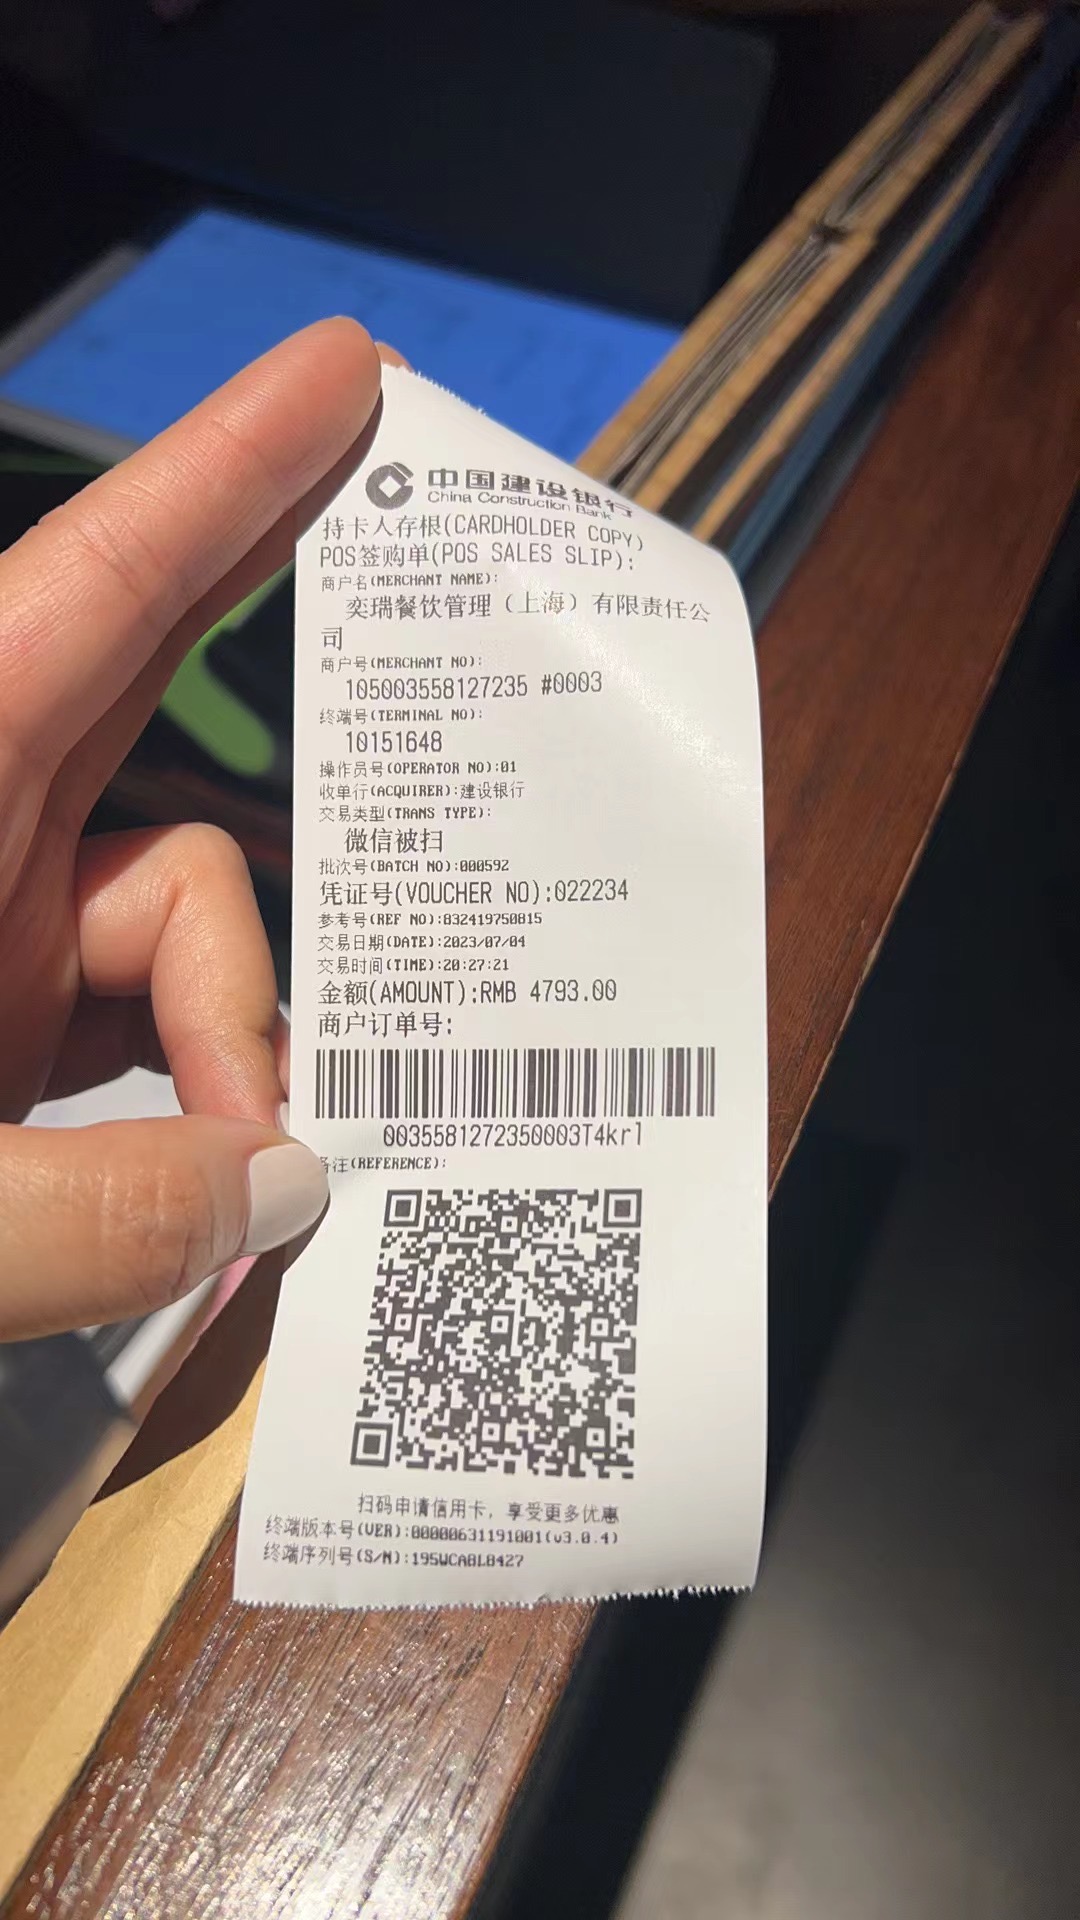 中国建设银行
China Construction Bank
持卡人存根(CARDHOLDER COPY)
POS签购单(POS SALES SLIP):
商户名(MERCHANT NAME):
奕瑞餐饮管理（上海）有限责任公
司
商户号(MERCHANT NO):
105003558127235 #0003
终端号(TERMINAL NO):
10151648
操作员号(OPERATOR NO):01
收单行(ACQUIRER):建设银行
交易类型(TRANS TYPE):
微信被扫
批次号(BATCH NO):000592
凭证号(VOUCHER NO):022234
参考号(REF NO):832419750815
交易日期(DATE):2023/07/04
交易时间(TIME):20:27:21
金额(AMOUNT):RMB 4793.00
商户订单号:
0035581272350003T4krl
备注(REFERENCE):
扫码申请信用卡，享受更多优惠
终端版本号(VER):00000631191001(v3.0.4)
终端序列号(S/N):195WCA8L8427